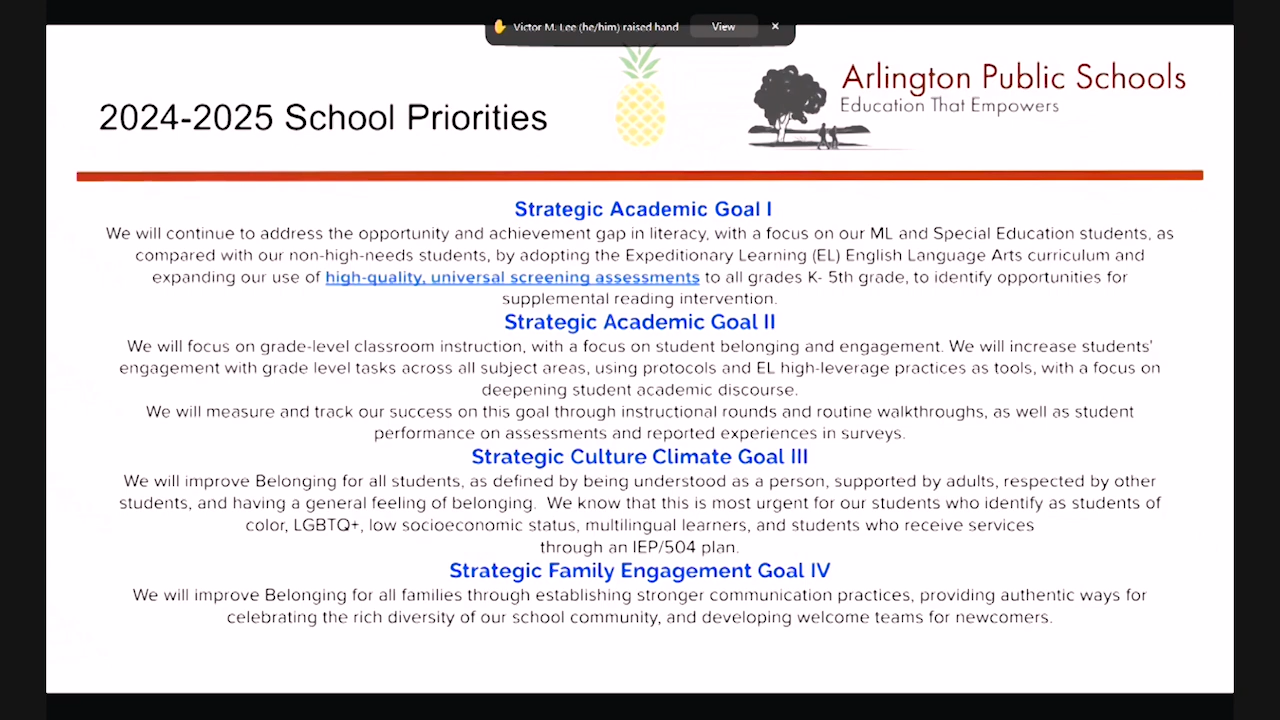 Victor M. Lee (he/him) raised hand View ×
Arlington Public Schools
Education That Empowers
2024-2025 School Priorities
Strategic Academic Goal I
We will continue to address the opportunity and achievement gap in literacy, with a focus on our ML and Special Education students, as
compared with our non-high-needs students, by adopting the Expeditionary Learning (EL) English Language Arts curriculum and
expanding our use of high-quality, universal screening assessments to all grades K- 5th grade, to identify opportunities for
supplemental reading intervention.
Strategic Academic Goal II
We will focus on grade-level classroom instruction, with a focus on student belonging and engagement. We will increase students'
engagement with grade level tasks across all subject areas, using protocols and EL high-leverage practices as tools, with a focus on
deepening student academic discourse.
We will measure and track our success on this goal through instructional rounds and routine walkthroughs, as well as student
performance on assessments and reported experiences in surveys.
Strategic Culture Climate Goal III
We will improve Belonging for all students, as defined by being understood as a person, supported by adults, respected by other
students, and having a general feeling of belonging. We know that this is most urgent for our students who identify as students of
color, LGBTQ+, low socioeconomic status, multilingual learners, and students who receive services
through an IEP/504 plan.
Strategic Family Engagement Goal IV
We will improve Belonging for all families through establishing stronger communication practices, providing authentic ways for
celebrating the rich diversity of our school community, and developing welcome teams for newcomers.